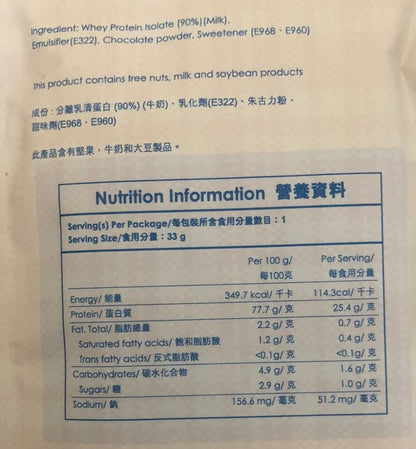 Ingredient: Whey Protein Isolate (90%)(Milk),
Emulsifier(E322), Chocolate powder, Sweetener (E968、E960)
This product contains tree nuts, milk and soybean products
成份：分離乳清蛋白 (90%) (牛奶)、乳化劑(E322)、朱古力粉、
甜味劑(E968、E960)
此產品含有堅果，牛奶和大豆製品。
Nutrition Information 營養資料
Serving(s) Per Package/每包裝所含食用分量數目：1
Serving Size/食用分量：33 g
Per 100 g/ Per Serving/
每100克 每食用分量
Energy/ 能量 349.7 kcal/ 千卡 114.3cal/ 千卡
Protein/ 蛋白質 77.7 g/ 克 25.4 g/ 克
Fat, Total/ 脂肪總量 2.2 g/ 克 0.7 g/ 克
Saturated fatty acids/ 飽和脂肪酸 1.2 g/ 克 0.4 g/ 克
Trans fatty acids/ 反式脂肪酸 <0.1g/ 克 <0.1g/ 克
Carbohydrates/ 碳水化合物 4.9 g/ 克 1.6 g/ 克
Sugars/ 糖 2.9 g/ 克 1.0 g/ 克
Sodium/ 鈉 156.6 mg/ 毫克 51.2 mg/ 毫克